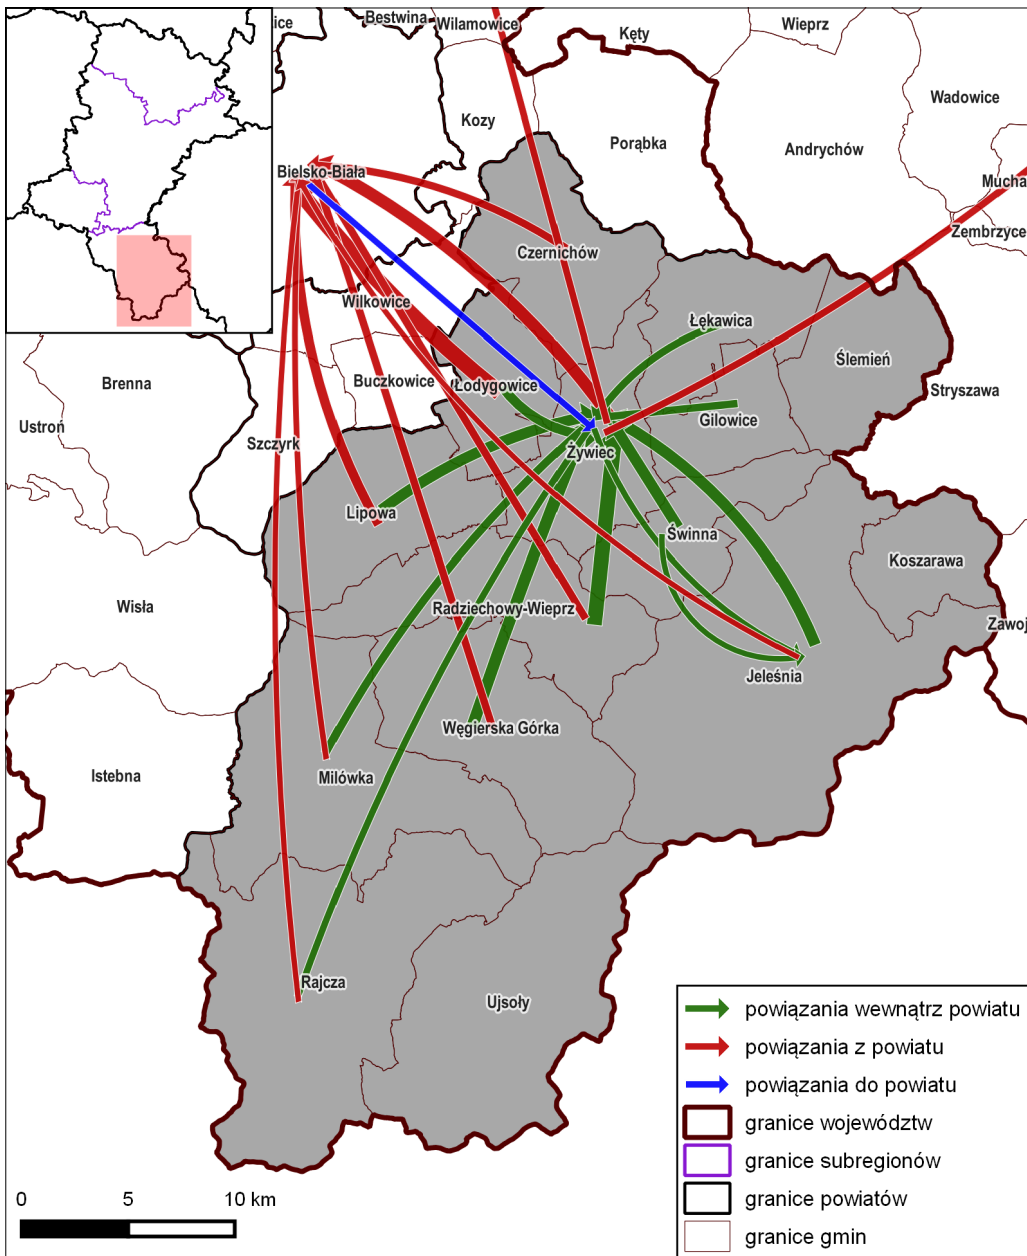 ice
Bestwina
Wilamowice
Kęty
Wieprz
Wadowice
Kozy
Porąbka
Andrychów
Bielsko-Biała
Mucha
Zembrzyce
Czernichów
Wilkowice
Łękawica
Ślemień
Brenna
Buczkowice
Łodygowice
Stryszawa
Ustroń
Gilowice
Szczyrk
Żywiec
Lipowa
Świnna
Koszarawa
Wisła
Radziechowy-Wieprz
Zawoj
Jeleśnia
Węgierska Górka
Istebna
Milówka
Rajcza
Ujsoły
powiązania wewnątrz powiatu
powiązania z powiatu
powiązania do powiatu
granice województw
granice subregionów
granice powiatów
granice gmin
0 5 10 km